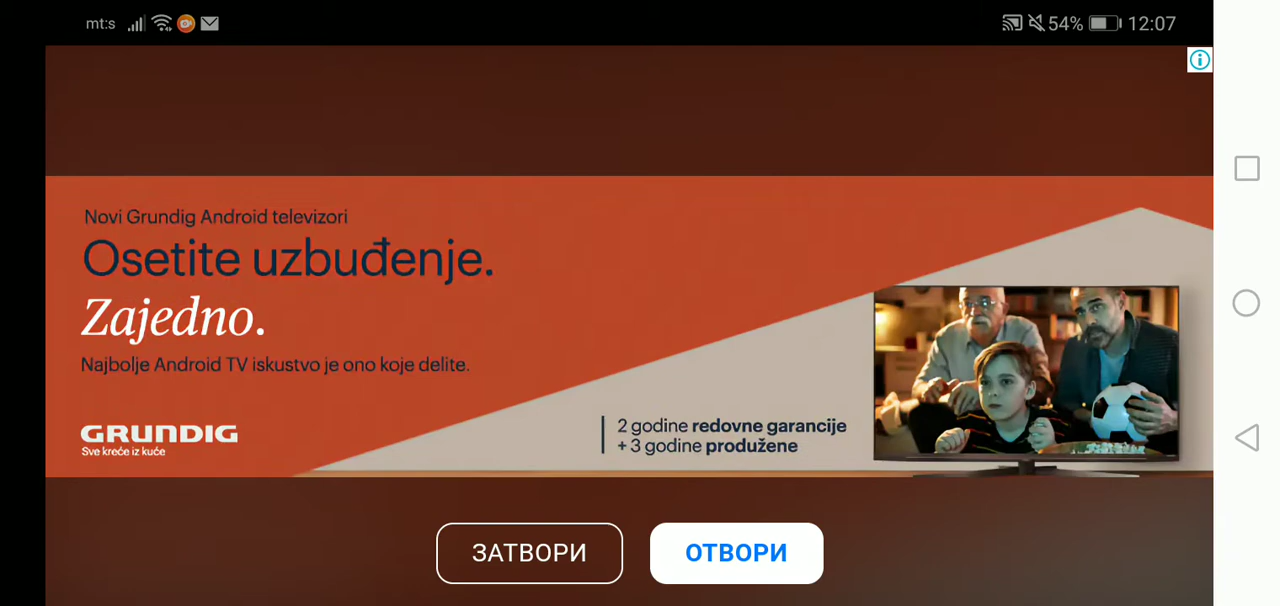 mt:s
54% 12:07
Novi Grundig Android televizori
Osetite uzbuđenje.
Zajedno.
Najbolje Android TV iskustvo je ono koje delite.
GRUNDIG
Sve kreće iz kuće
2 godine redovne garancije
+ 3 godine produžene
ЗАТВОРИ
ОТВОРИ